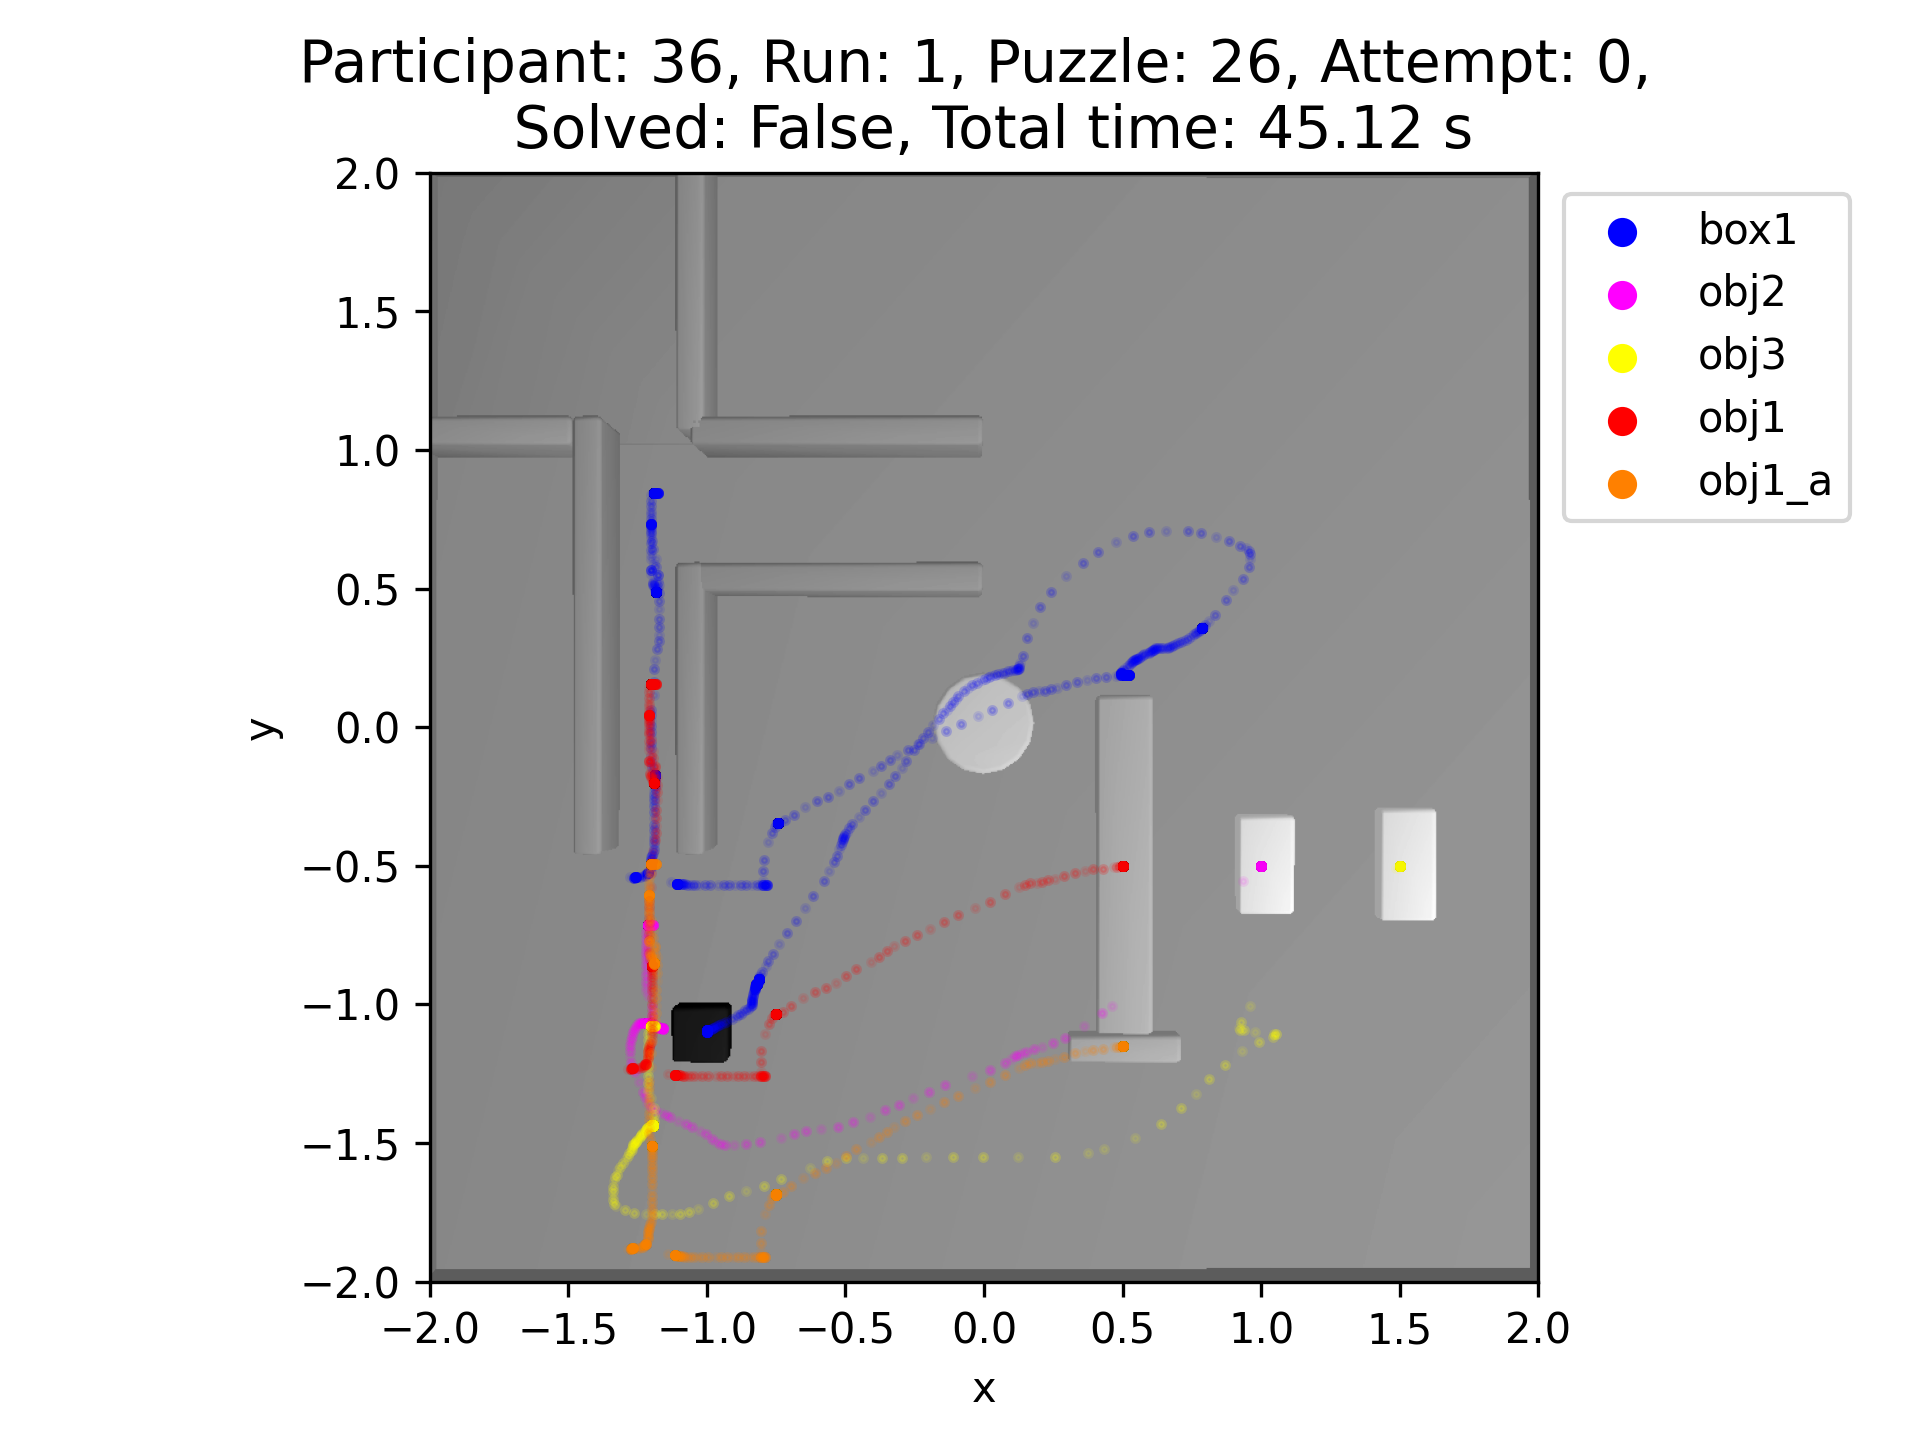 Participant: 36, Run: 1, Puzzle: 26, Attempt: 0,
Solved: False, Total time: 45.12 s
2.0
1.5
1.0
0.5
0.0
−0.5
−1.0
−1.5
−2.0
y
−2.0 −1.5 −1.0 −0.5 0.0 0.5 1.0 1.5 2.0
x
box1
obj2
obj3
obj1
obj1_a